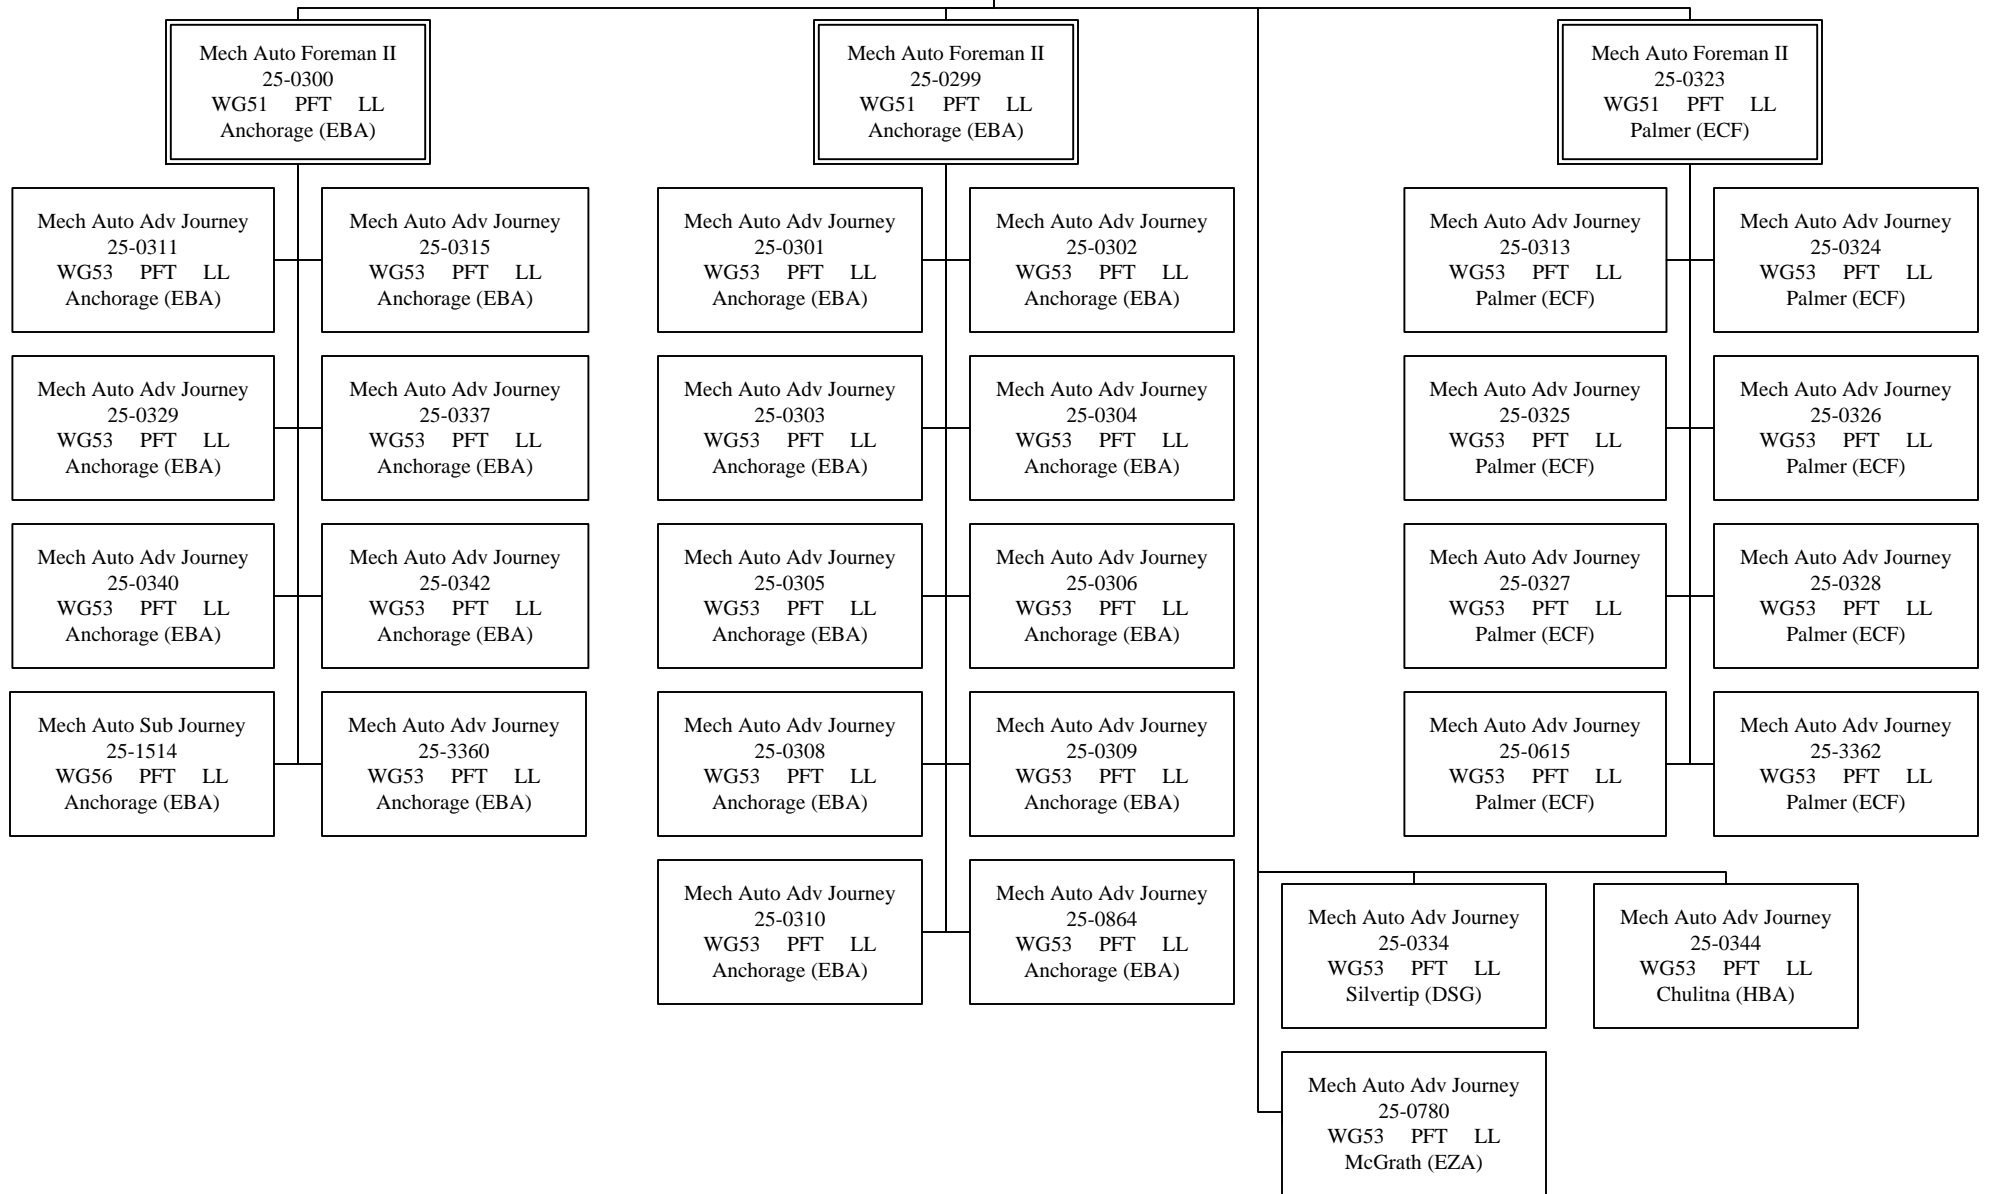 Mech Auto Foreman II
25-0300
WG51 PFT LL
Anchorage (EBA)
Mech Auto Foreman II
25-0299
WG51 PFT LL
Anchorage (EBA)
Mech Auto Foreman II
25-0323
WG51 PFT LL
Palmer (ECF)
Mech Auto Adv Journey
25-0311
WG53 PFT LL
Anchorage (EBA)
Mech Auto Adv Journey
25-0315
WG53 PFT LL
Anchorage (EBA)
Mech Auto Adv Journey
25-0301
WG53 PFT LL
Anchorage (EBA)
Mech Auto Adv Journey
25-0302
WG53 PFT LL
Anchorage (EBA)
Mech Auto Adv Journey
25-0313
WG53 PFT LL
Palmer (ECF)
Mech Auto Adv Journey
25-0324
WG53 PFT LL
Palmer (ECF)
Mech Auto Adv Journey
25-0329
WG53 PFT LL
Anchorage (EBA)
Mech Auto Adv Journey
25-0337
WG53 PFT LL
Anchorage (EBA)
Mech Auto Adv Journey
25-0303
WG53 PFT LL
Anchorage (EBA)
Mech Auto Adv Journey
25-0304
WG53 PFT LL
Anchorage (EBA)
Mech Auto Adv Journey
25-0325
WG53 PFT LL
Palmer (ECF)
Mech Auto Adv Journey
25-0326
WG53 PFT LL
Palmer (ECF)
Mech Auto Adv Journey
25-0340
WG53 PFT LL
Anchorage (EBA)
Mech Auto Adv Journey
25-0342
WG53 PFT LL
Anchorage (EBA)
Mech Auto Adv Journey
25-0305
WG53 PFT LL
Anchorage (EBA)
Mech Auto Adv Journey
25-0306
WG53 PFT LL
Anchorage (EBA)
Mech Auto Adv Journey
25-0327
WG53 PFT LL
Palmer (ECF)
Mech Auto Adv Journey
25-0328
WG53 PFT LL
Palmer (ECF)
Mech Auto Sub Journey
25-1514
WG56 PFT LL
Anchorage (EBA)
Mech Auto Adv Journey
25-3360
WG53 PFT LL
Anchorage (EBA)
Mech Auto Adv Journey
25-0308
WG53 PFT LL
Anchorage (EBA)
Mech Auto Adv Journey
25-0309
WG53 PFT LL
Anchorage (EBA)
Mech Auto Adv Journey
25-0615
WG53 PFT LL
Palmer (ECF)
Mech Auto Adv Journey
25-3362
WG53 PFT LL
Palmer (ECF)
Mech Auto Adv Journey
25-0310
WG53 PFT LL
Anchorage (EBA)
Mech Auto Adv Journey
25-0864
WG53 PFT LL
Anchorage (EBA)
Mech Auto Adv Journey
25-0334
WG53 PFT LL
Silvertip (DSG)
Mech Auto Adv Journey
25-0344
WG53 PFT LL
Chulitna (HBA)
Mech Auto Adv Journey
25-0780
WG53 PFT LL
McGrath (EZA)